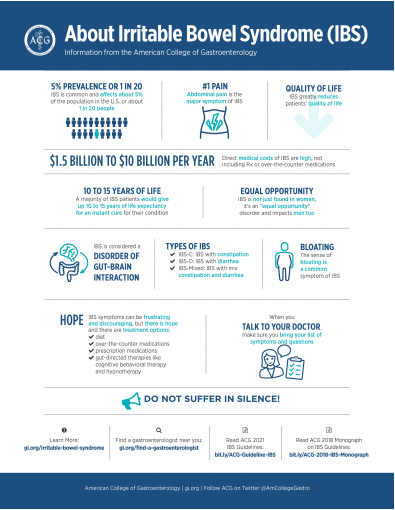 ACG
About Irritable Bowel Syndrome (IBS)
Information from the American College of Gastroenterology
5% PREVALENCE OR 1 IN 20
IBS is common and affects about 5%
of the population in the U.S. or about
1 in 20 people
#1 PAIN
Abdominal pain is the
major symptom of IBS
QUALITY OF LIFE
IBS greatly reduces
patients' quality of life
$1.5 BILLION TO $10 BILLION PER YEAR
Direct medical costs of IBS are high, not
including Rx or over-the-counter medications
10 TO 15 YEARS OF LIFE
A majority of IBS patients would give
up 10 to 15 years of life expectancy
for an instant cure for their condition
EQUAL OPPORTUNITY
IBS is not just found in women,
it's an "equal opportunity"
disorder and impacts men too
IBS is considered a
DISORDER OF
GUT-BRAIN
INTERACTION
TYPES OF IBS
✔ IBS-C: IBS with constipation
✔ IBS-D: IBS with diarrhea
✔ IBS-Mixed: IBS with mix
constipation and diarrhea
BLOATING
The sense of
bloating is
a common
symptom of IBS
HOPE
IBS symptoms can be frustrating
and discouraging, but there is hope
and there are treatment options:
✔ diet
✔ over-the-counter medications
✔ prescription medications
✔ gut-directed therapies like
cognitive behavioral therapy
and hypnotherapy
When you
TALK TO YOUR DOCTOR,
make sure you bring your list of
symptoms and questions
DO NOT SUFFER IN SILENCE!
Learn More:
gi.org/irritable-bowel-syndrome
Find a gastroenterologist near you:
gi.org/find-a-gastroenterologist
Read ACG 2021
IBS Guidelines:
bit.ly/ACG-Guideline-IBS
Read ACG 2018 Monograph
on IBS Guidelines:
bit.ly/ACG-2018-IBS-Monograph
American College of Gastroenterology | gi.org | Follow ACG on Twitter @AmCollegeGastro